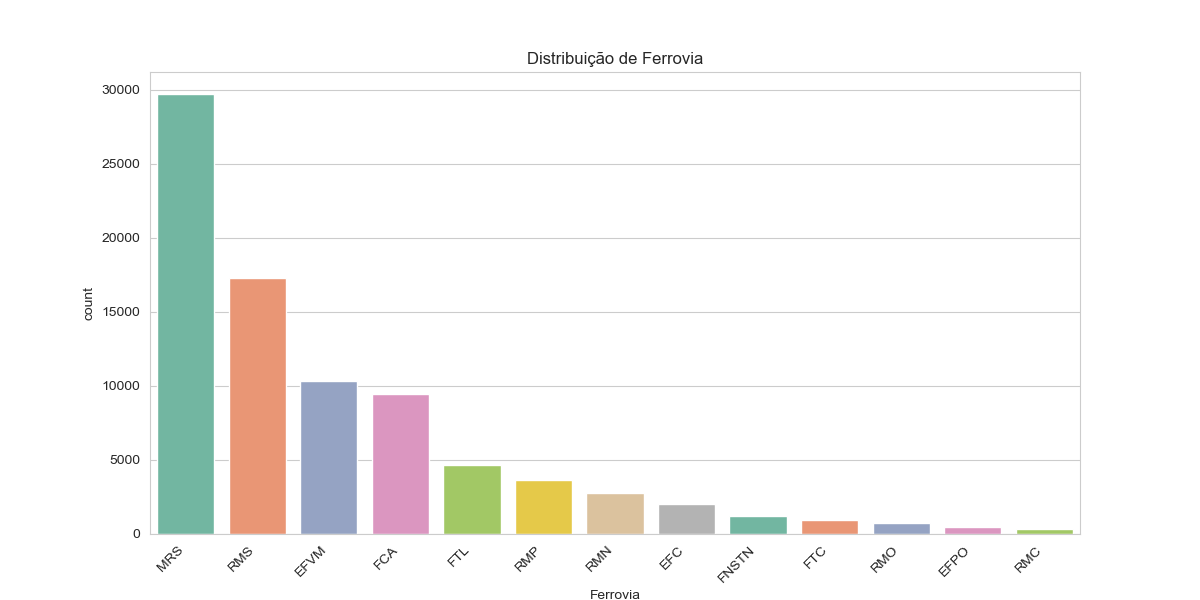 Distribuição de Ferrovia
30000
25000
20000
15000
10000
5000
0
count
MRS
RMS
EFVM
FCA
FTL
RMP
RMN
EFC
FNSTN
FTC
RMO
EFPO
RMC
Ferrovia